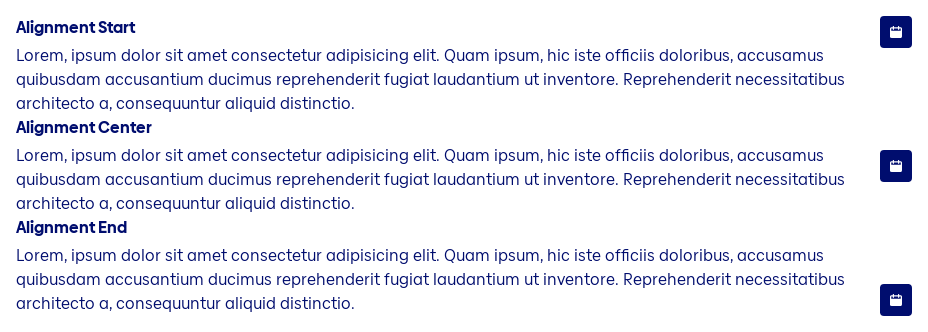 Alignment Start
Lorem, ipsum dolor sit amet consectetur adipisicing elit. Quam ipsum, hic iste officiis doloribus, accusamus
quibusdam accusantium ducimus reprehenderit fugiat laudantium ut inventore. Reprehenderit necessitatibus
architecto a, consequuntur aliquid distinctio.
Alignment Center
Lorem, ipsum dolor sit amet consectetur adipisicing elit. Quam ipsum, hic iste officiis doloribus, accusamus
quibusdam accusantium ducimus reprehenderit fugiat laudantium ut inventore. Reprehenderit necessitatibus
architecto a, consequuntur aliquid distinctio.
Alignment End
Lorem, ipsum dolor sit amet consectetur adipisicing elit. Quam ipsum, hic iste officiis doloribus, accusamus
quibusdam accusantium ducimus reprehenderit fugiat laudantium ut inventore. Reprehenderit necessitatibus
architecto a, consequuntur aliquid distinctio.